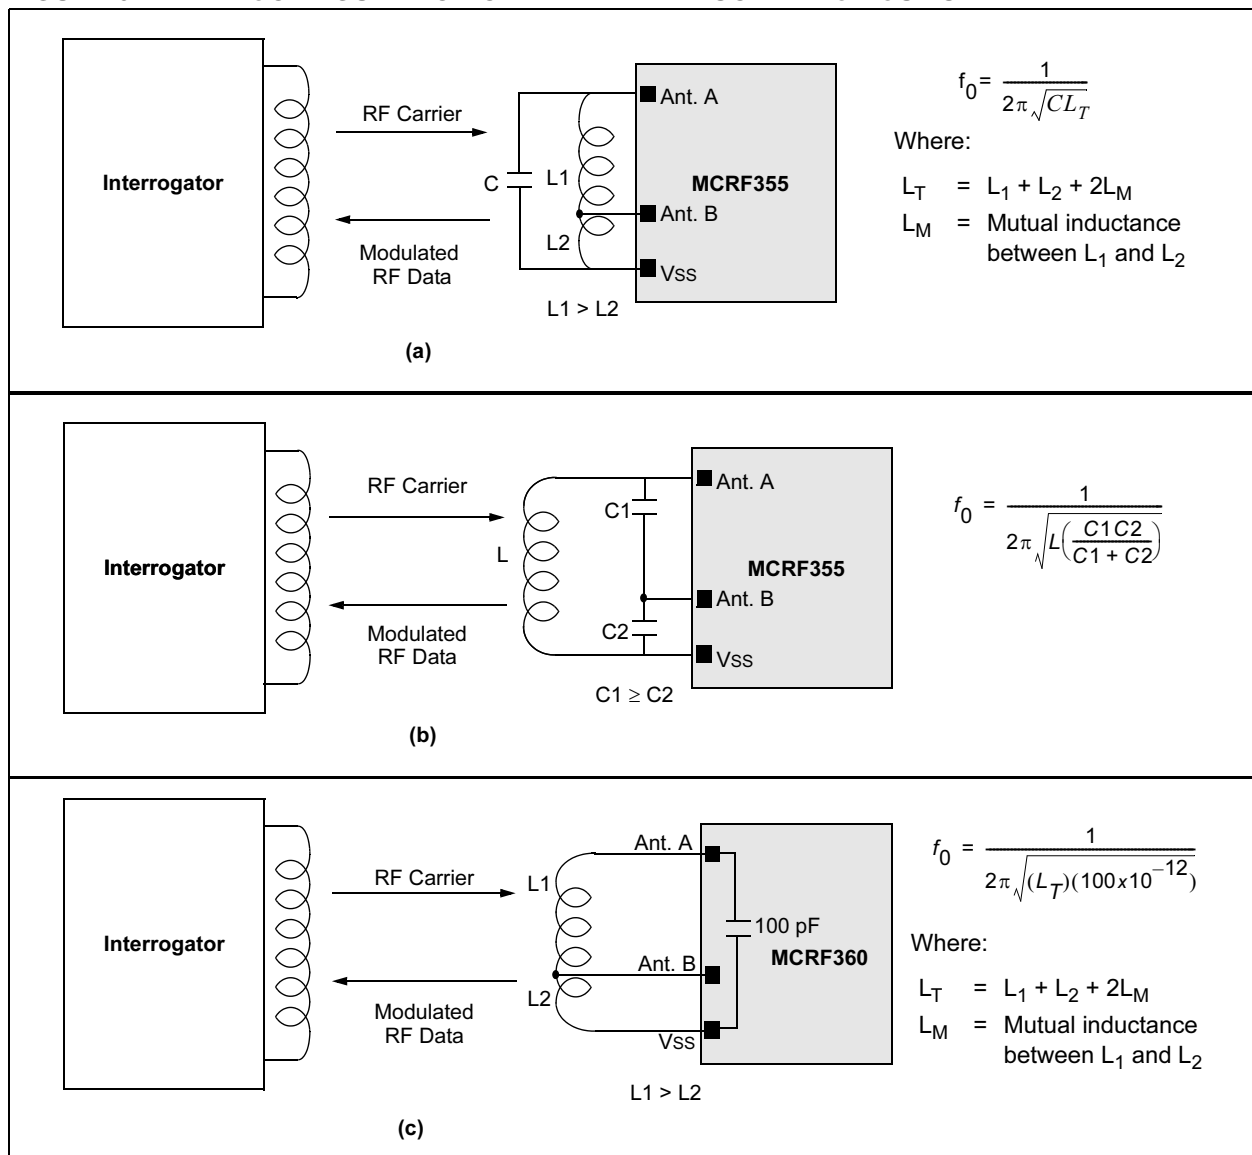 Interrogator
RF Carrier
Modulated
RF Data
C
L1
L2
L1 > L2
Ant. A
MCRF355
Ant. B
VSS
f0 = 1 / 2π√CLT
Where:
LT = L1 + L2 + 2LM
LM = Mutual inductance
between L1 and L2
(a)
Interrogator
RF Carrier
Modulated
RF Data
L
C1
C2
C1 ≥ C2
Ant. A
MCRF355
Ant. B
VSS
f0 = 1 / 2π√L(C1C2 / C1 + C2)
(b)
Interrogator
RF Carrier
Modulated
RF Data
L1
L2
Ant. A
Ant. B
VSS
100 pF
MCRF360
L1 > L2
f0 = 1 / 2π√(LT)(100x10−12)
Where:
LT = L1 + L2 + 2LM
LM = Mutual inductance
between L1 and L2
(c)